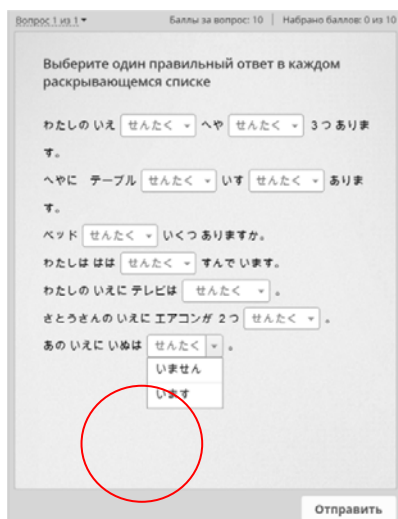 Вопрос 1 из 1 Баллы за вопрос: 10 | Набрано баллов: 0 из 10
Выберите один правильный ответ в каждом
раскрывающемся списке
わたしの いえ せんたく へや せんたく 3つ ありま
す。
へやに テーブル せんたく いす せんたく ありま
す。
ベッド せんたく いくつ ありますか。
わたしは はは せんたく すんで います。
わたしの いえに テレビは せんたく 。
さとうさんの いえに エアコンが 2つ せんたく 。
あの いえに いぬは せんたく 。
いません
います
Отправить